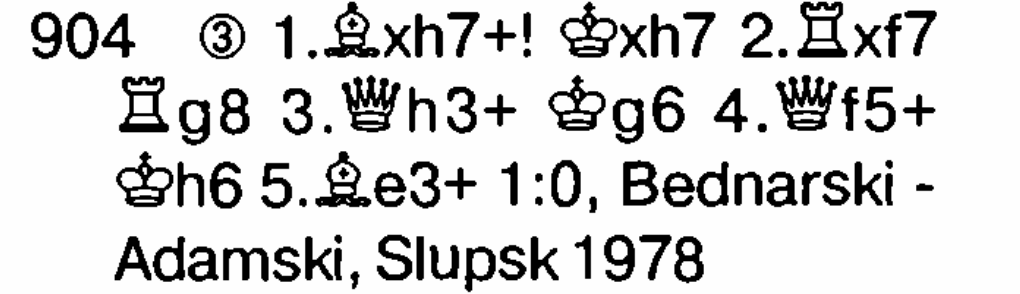 904 ③ 1.♗xh7+! ♔xh7 2.♖xf7
♖g8 3.♕h3+ ♔g6 4.♕f5+
♔h6 5.♗e3+ 1:0, Bednarski -
Adamski, Slupsk 1978